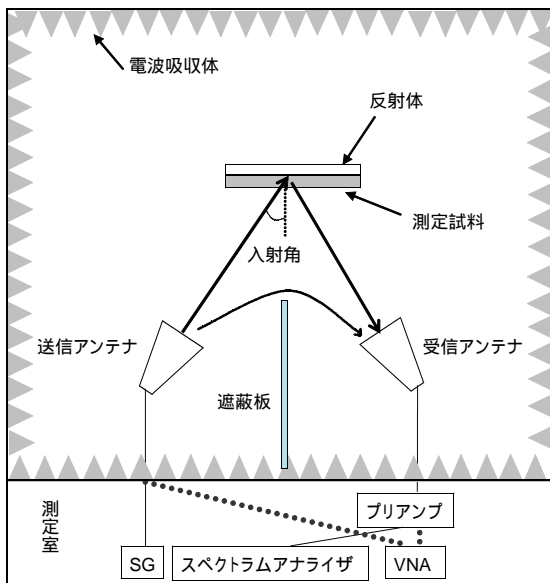 電波吸収体
反射体
測定試料
入射角
送信アンテナ
受信アンテナ
遮蔽板
測定室
プリアンプ
SG
スペクトラムアナライザ
VNA